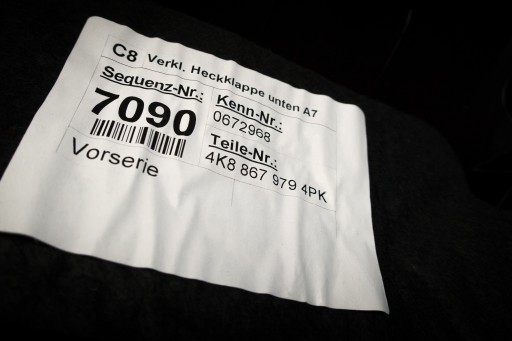 C8 Verkl. Heckklappe unten A7
Sequenz-Nr.:
7090
Vorserie
Kenn-Nr.:
0672968
Teile-Nr.:
4K8 867 979 4PK